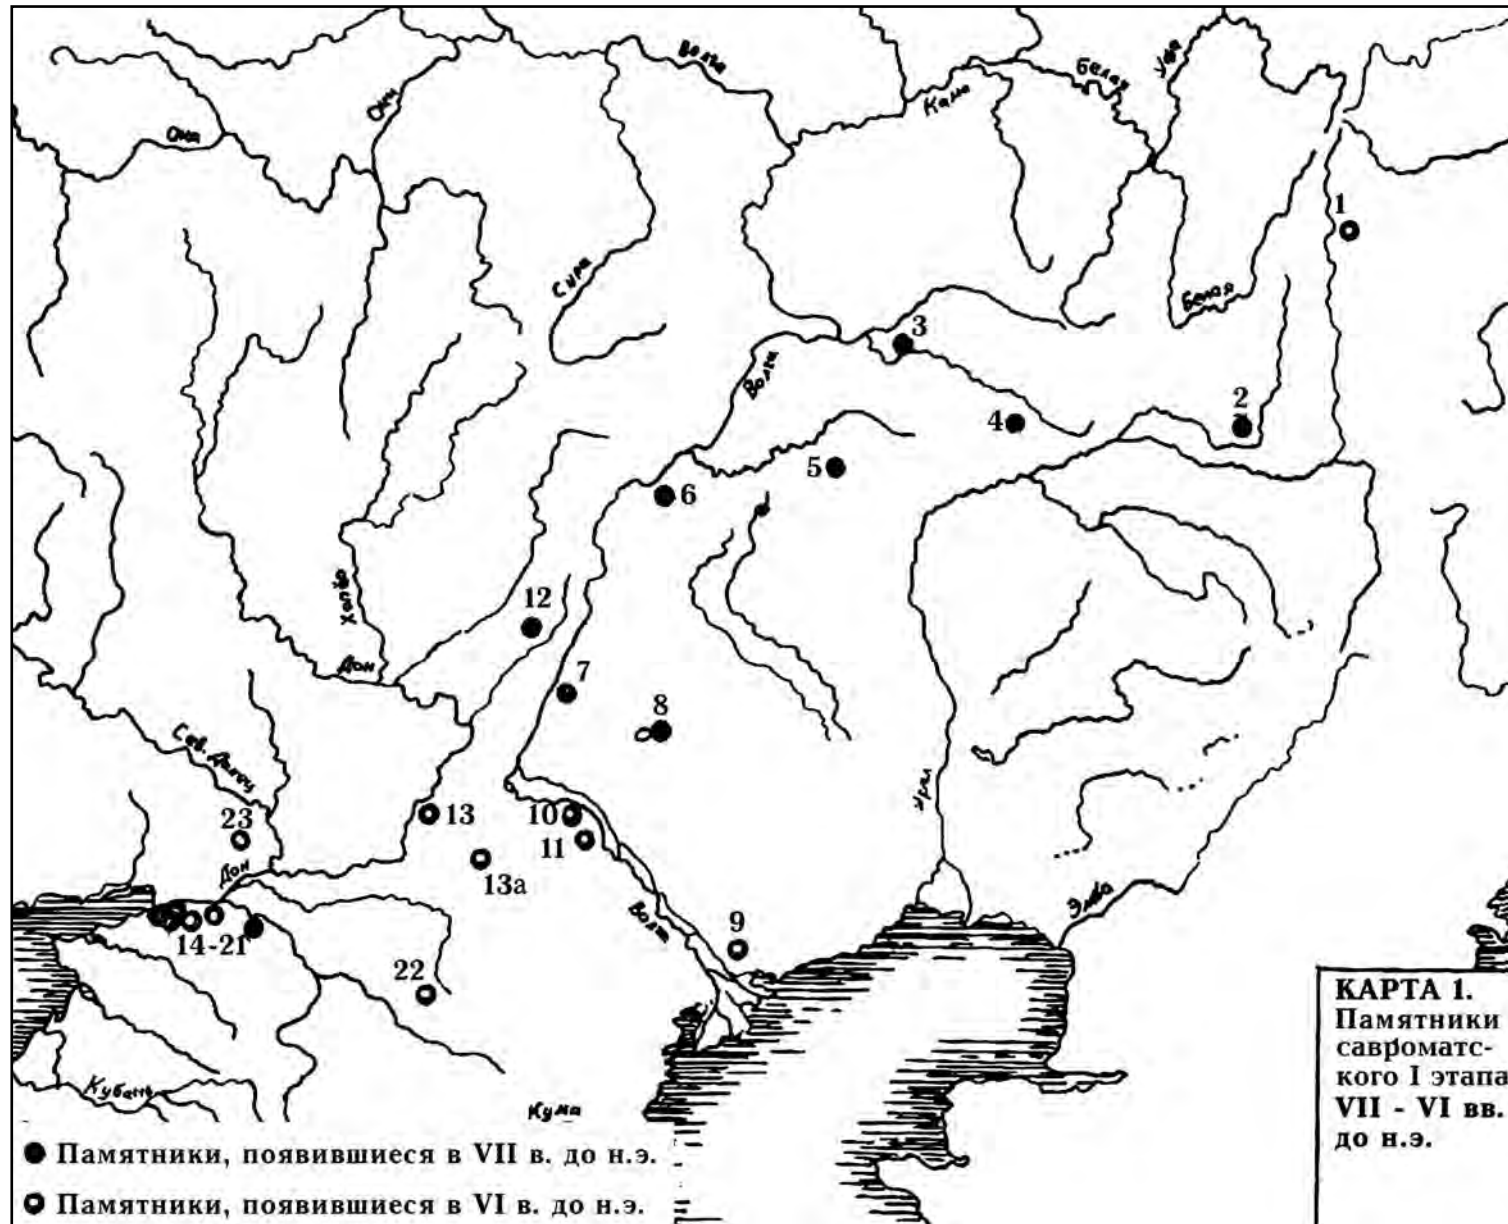 Волга
Белая
Уфа
Ока
Ока
Кама
1
Сура
Белая
3
Волга
2
4
5
6
Хопёр
12
Дон
7
8
Сев. Донец
Урал
23
13
10
11
Дон
13а
Эмба
Волга
9
14-21
22
Кубань
Кума
КАРТА 1.
Памятники
савроматс-
кого I этапа
VII - VI вв.
до н.э.
Памятники, появившиеся в VII в. до н.э.
Памятники, появившиеся в VI в. до н.э.